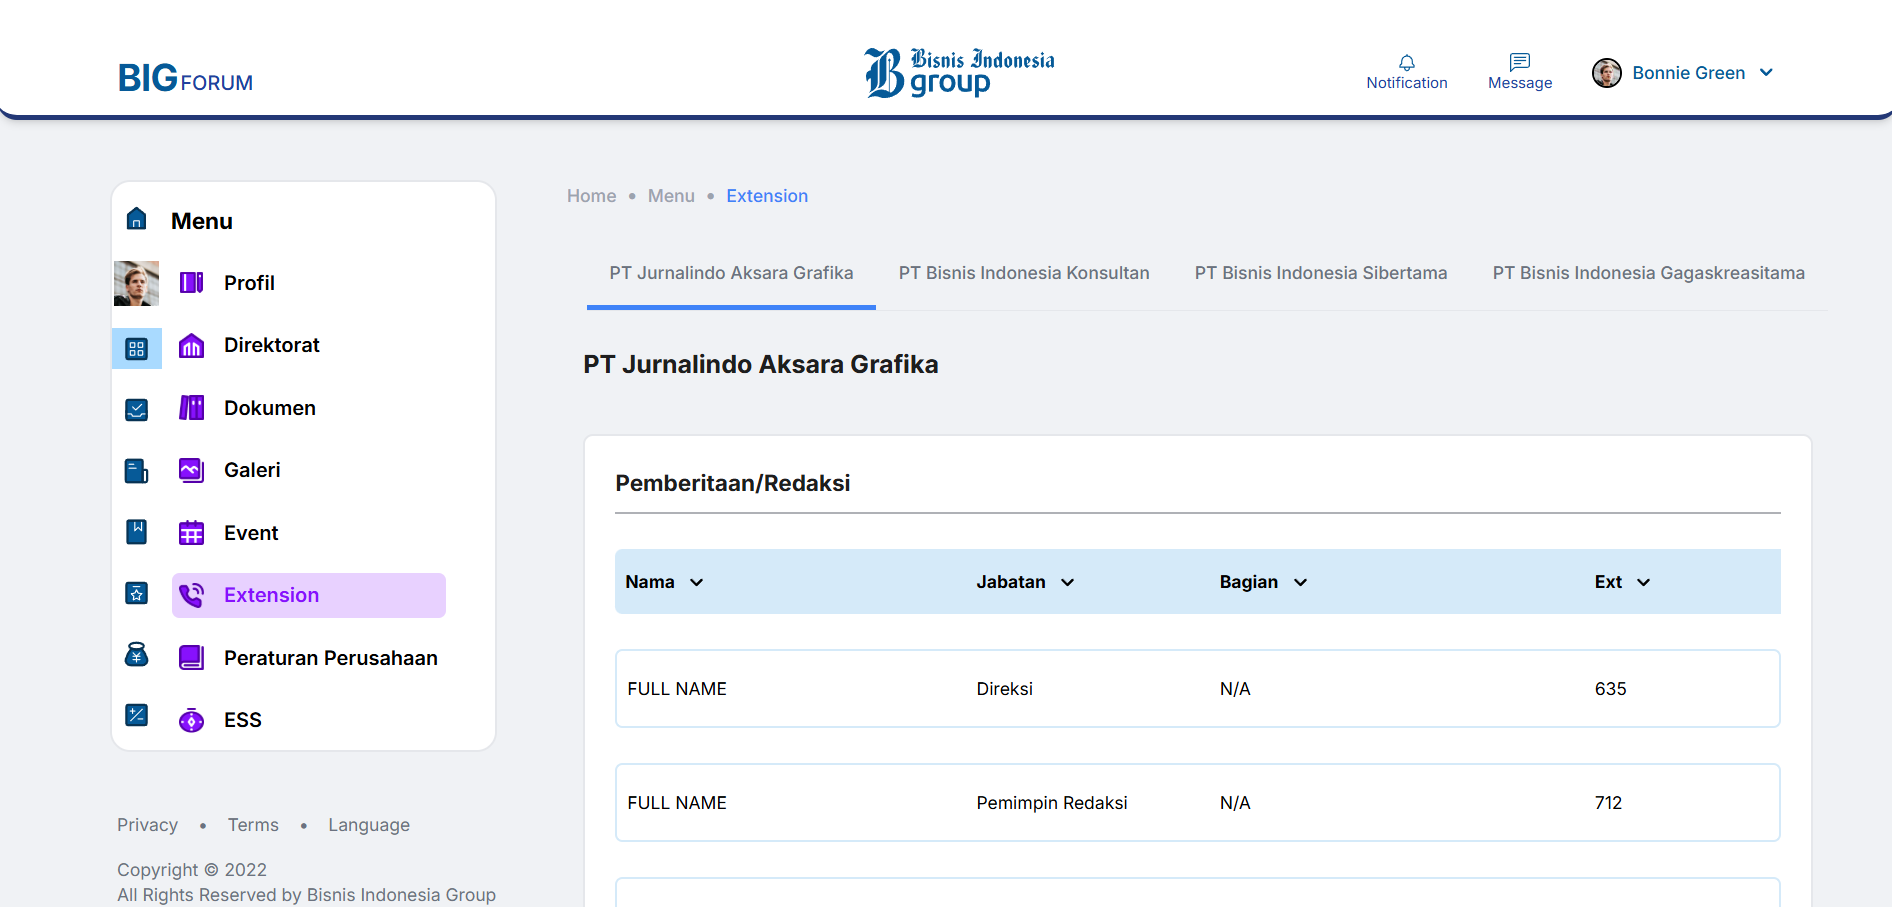 BIG FORUM
Bisnis Indonesia
group
Notification
Message
Bonnie Green
Menu
Profil
Direktorat
Dokumen
Galeri
Event
Extension
Peraturan Perusahaan
ESS
Privacy • Terms • Language
Copyright © 2022
All Rights Reserved by Bisnis Indonesia Group
Home • Menu • Extension
PT Jurnalindo Aksara Grafika
PT Bisnis Indonesia Konsultan
PT Bisnis Indonesia Sibertama
PT Bisnis Indonesia Gagaskreasitama
PT Jurnalindo Aksara Grafika
Pemberitaan/Redaksi
Nama Jabatan Bagian Ext
FULL NAME Direksi N/A 635
FULL NAME Pemimpin Redaksi N/A 712